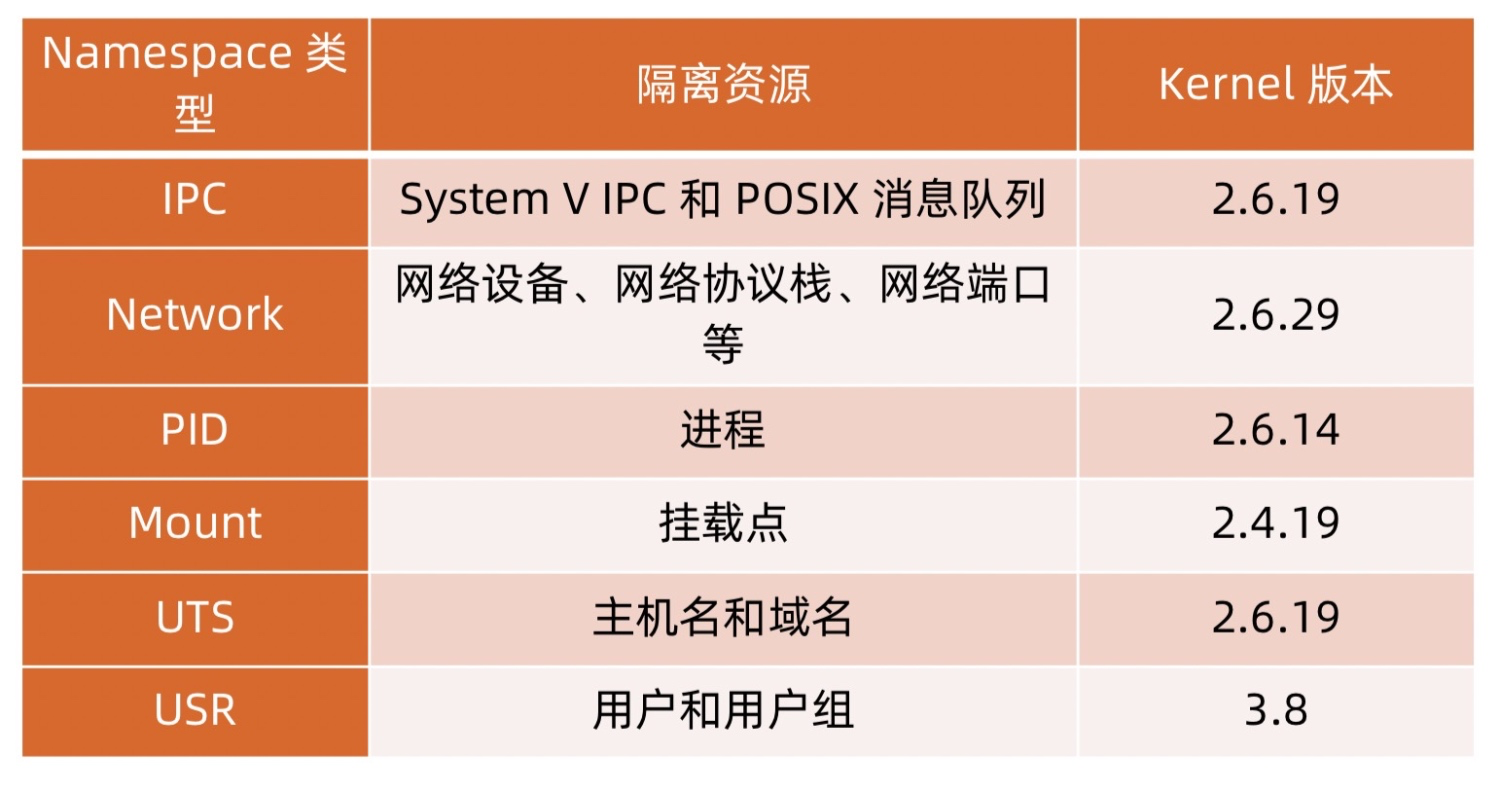 Namespace 类
型
隔离资源
Kernel 版本
IPC
System V IPC 和 POSIX 消息队列
2.6.19
Network
网络设备、网络协议栈、网络端口
等
2.6.29
PID
进程
2.6.14
Mount
挂载点
2.4.19
UTS
主机名和域名
2.6.19
USR
用户和用户组
3.8